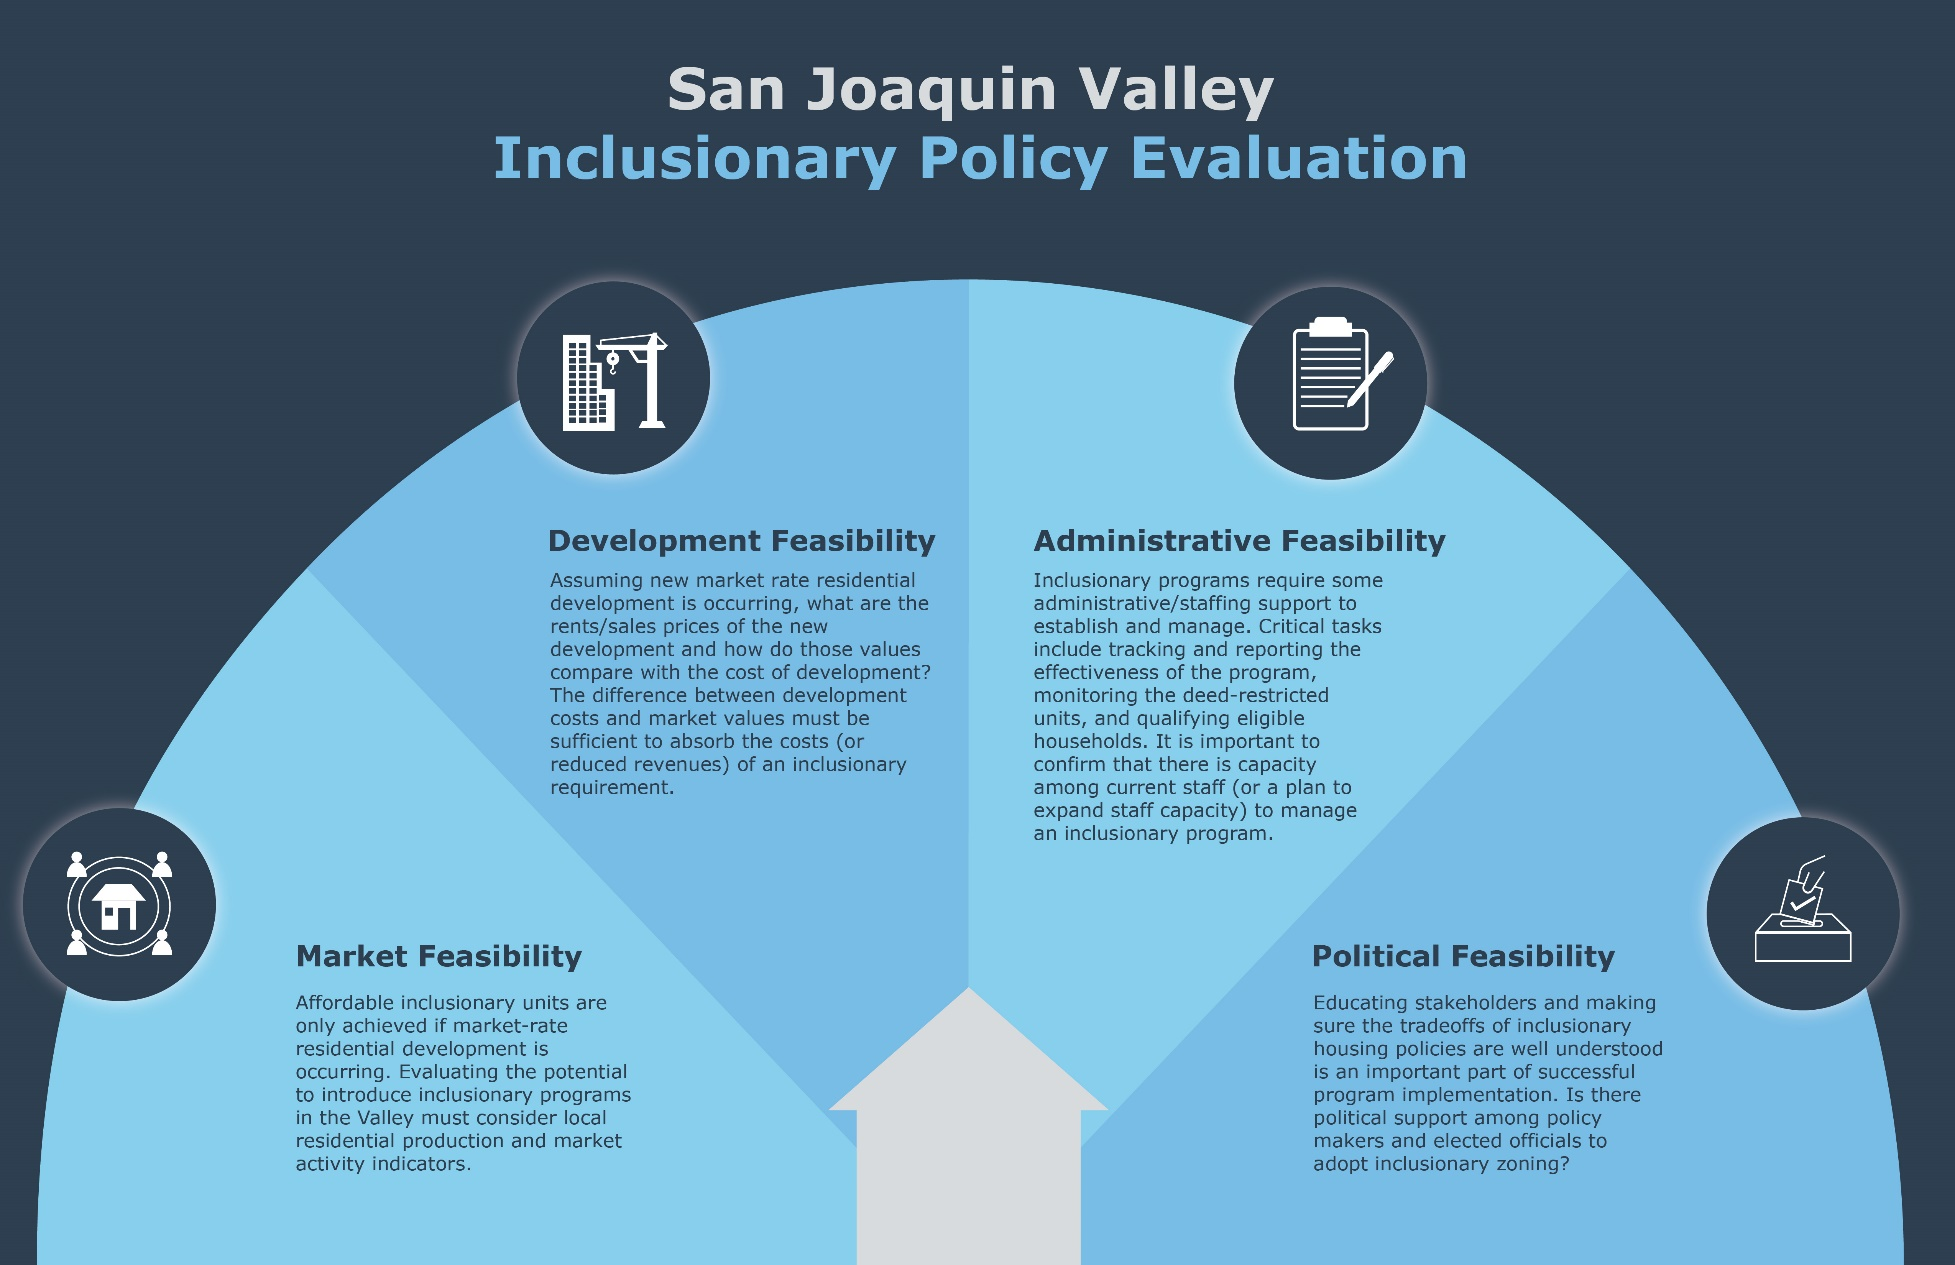 San Joaquin Valley
Inclusionary Policy Evaluation
Development Feasibility
Assuming new market rate residential
development is occurring, what are the
rents/sales prices of the new
development and how do those values
compare with the cost of development?
The difference between development
costs and market values must be
sufficient to absorb the costs (or
reduced revenues) of an inclusionary
requirement.
Administrative Feasibility
Inclusionary programs require some
administrative/staffing support to
establish and manage. Critical tasks
include tracking and reporting the
effectiveness of the program,
monitoring the deed-restricted
units, and qualifying eligible
households. It is important to
confirm that there is capacity
among current staff (or a plan to
expand staff capacity) to manage
an inclusionary program.
Market Feasibility
Affordable inclusionary units are
only achieved if market-rate
residential development is
occurring. Evaluating the potential
to introduce inclusionary programs
in the Valley must consider local
residential production and market
activity indicators.
Political Feasibility
Educating stakeholders and making
sure the tradeoffs of inclusionary
housing policies are well understood
is an important part of successful
program implementation. Is there
political support among policy
makers and elected officials to
adopt inclusionary zoning?